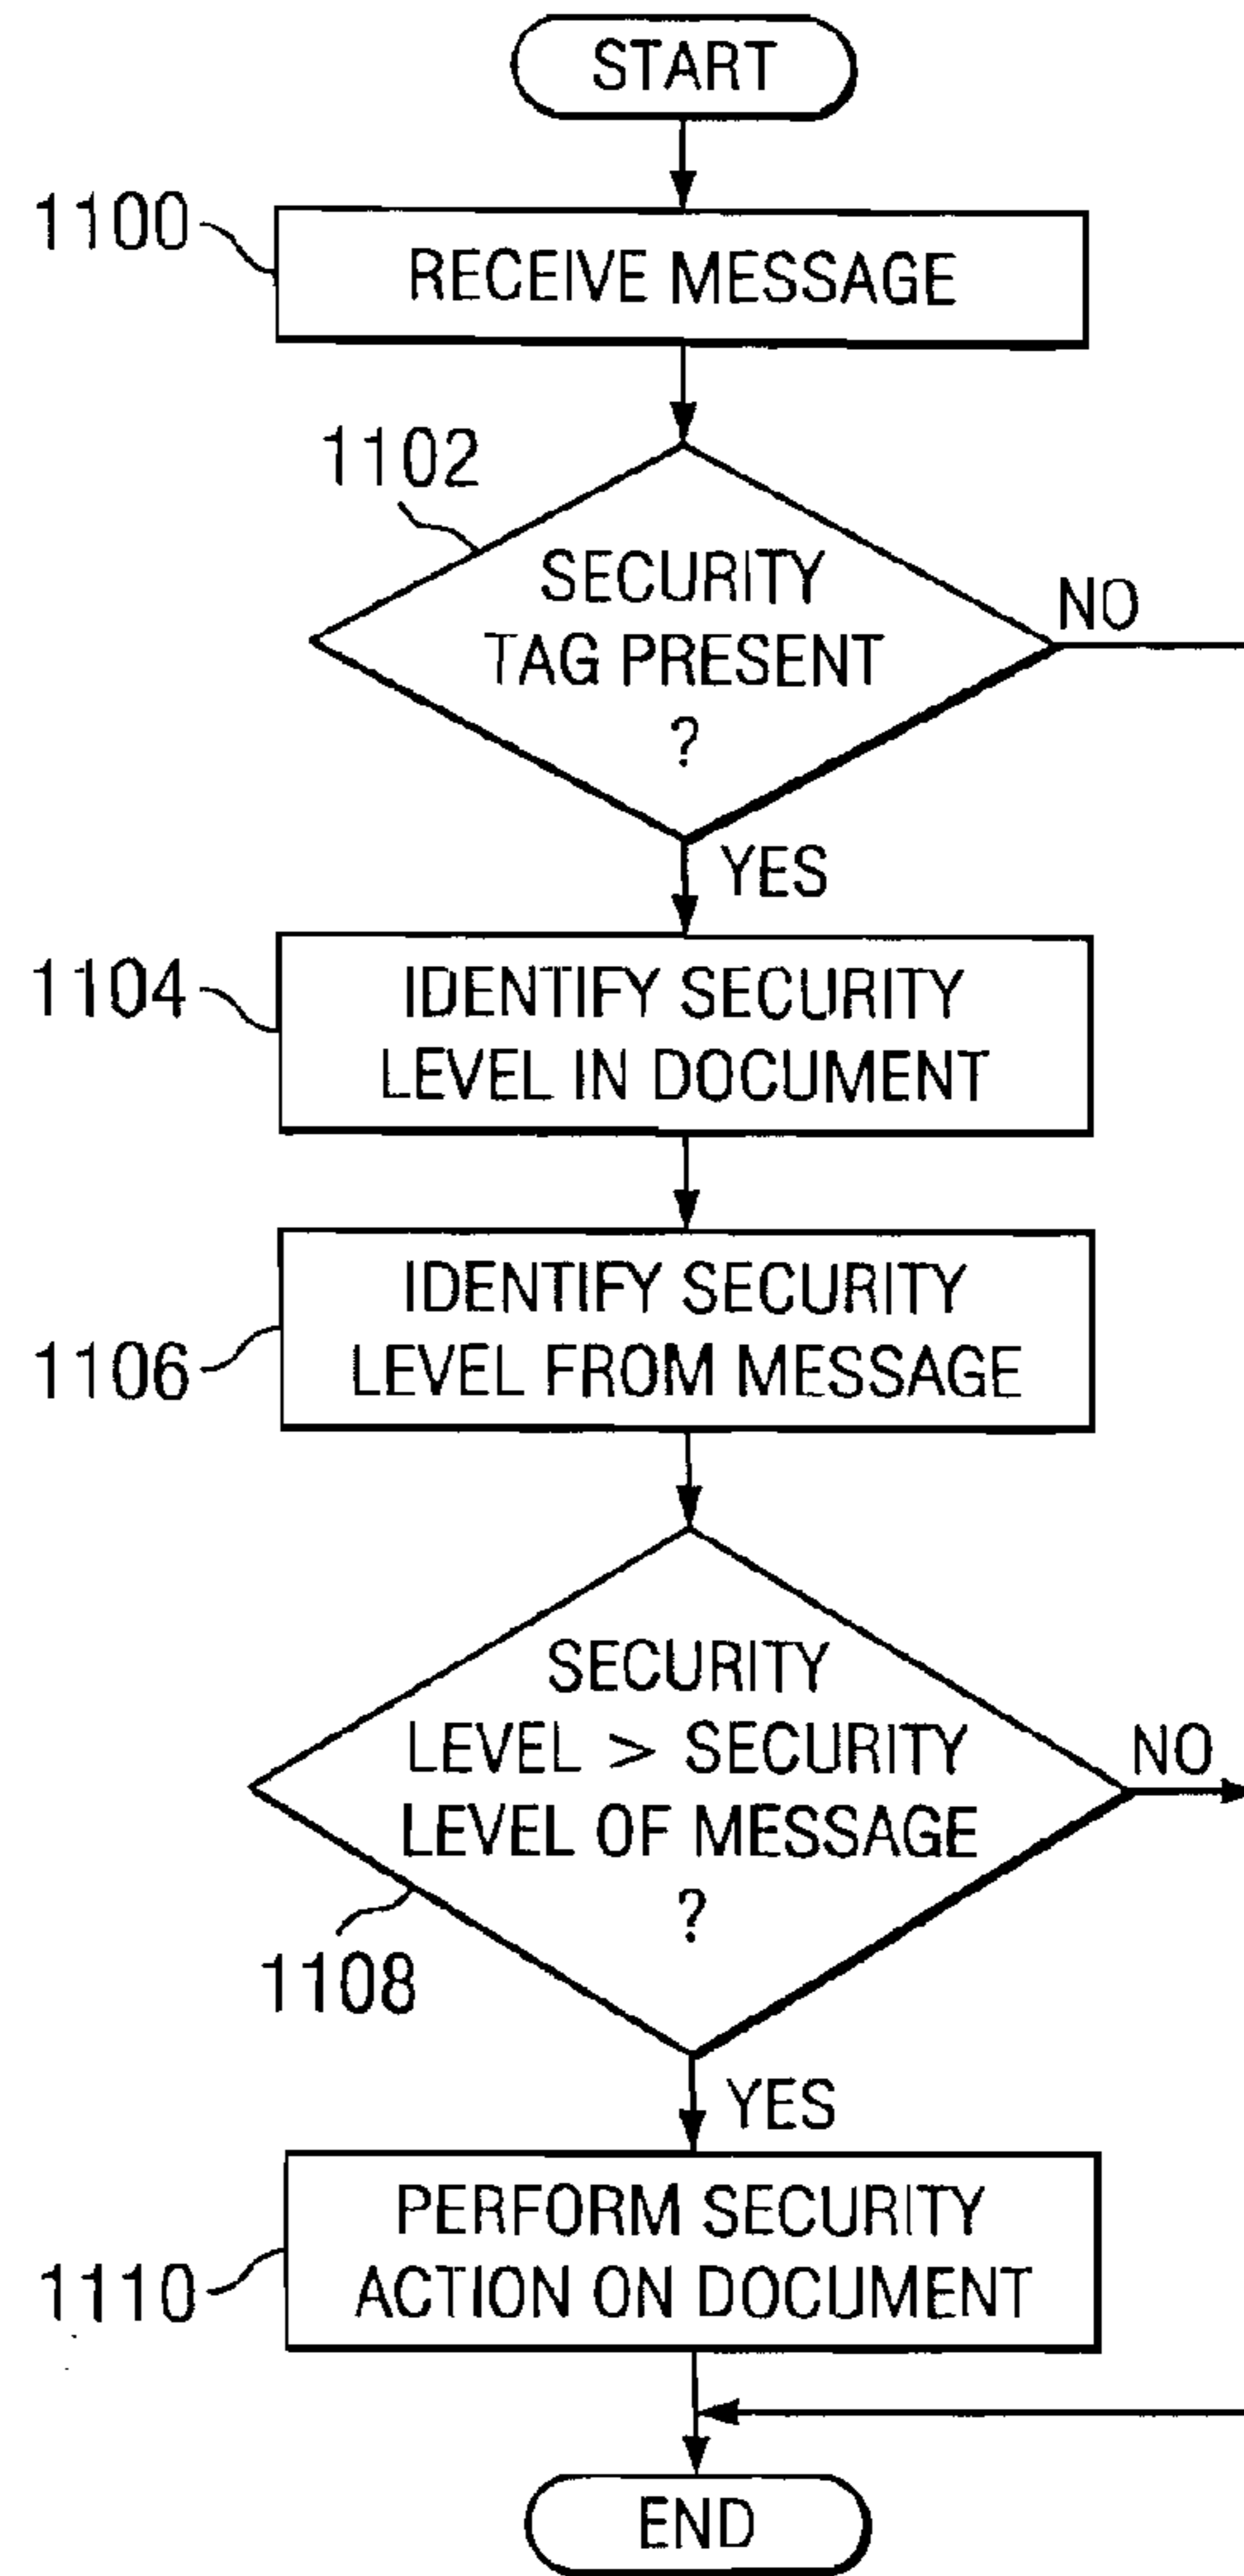 START
1100
RECEIVE MESSAGE
1102
SECURITY
TAG PRESENT
?
NO
YES
1104
IDENTIFY SECURITY
LEVEL IN DOCUMENT
IDENTIFY SECURITY
LEVEL FROM MESSAGE
1106
SECURITY
LEVEL > SECURITY
LEVEL OF MESSAGE
?
NO
1108
YES
PERFORM SECURITY
ACTION ON DOCUMENT
1110
END